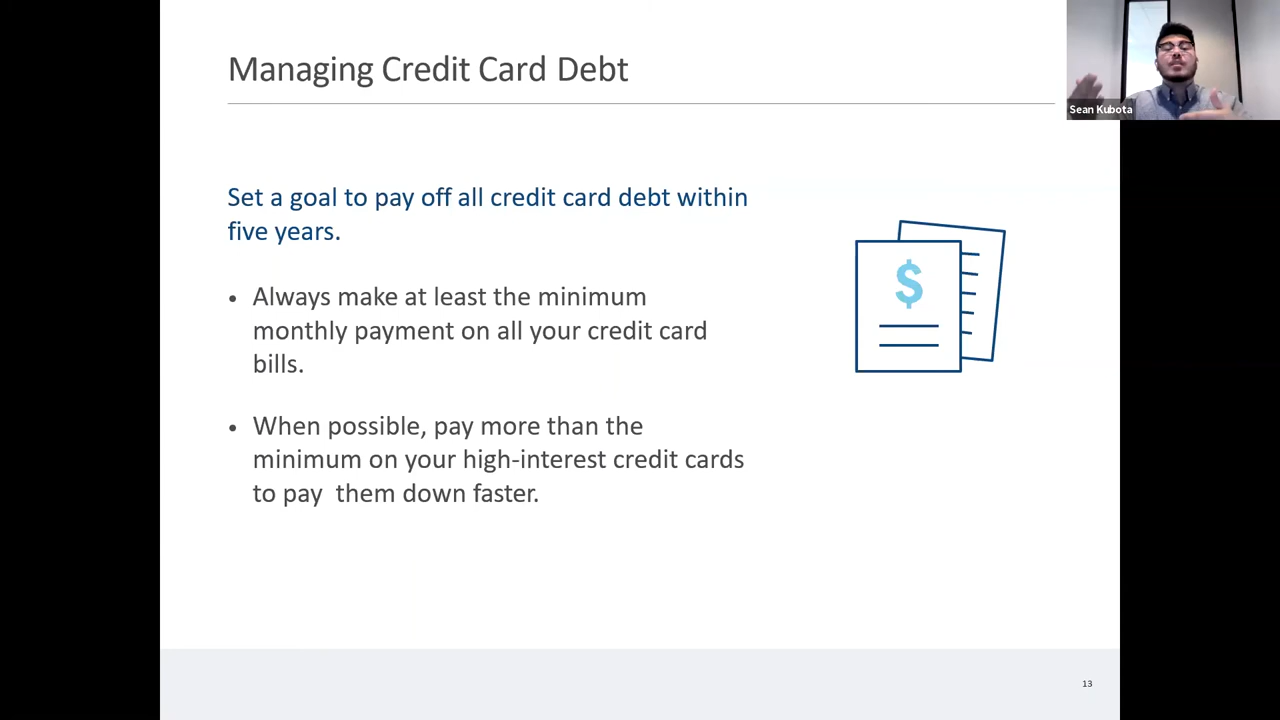 Managing Credit Card Debt
Sean Kubota
Set a goal to pay off all credit card debt within
five years.
• Always make at least the minimum
monthly payment on all your credit card
bills.
$
• When possible, pay more than the
minimum on your high-interest credit cards
to pay  them down faster.
13